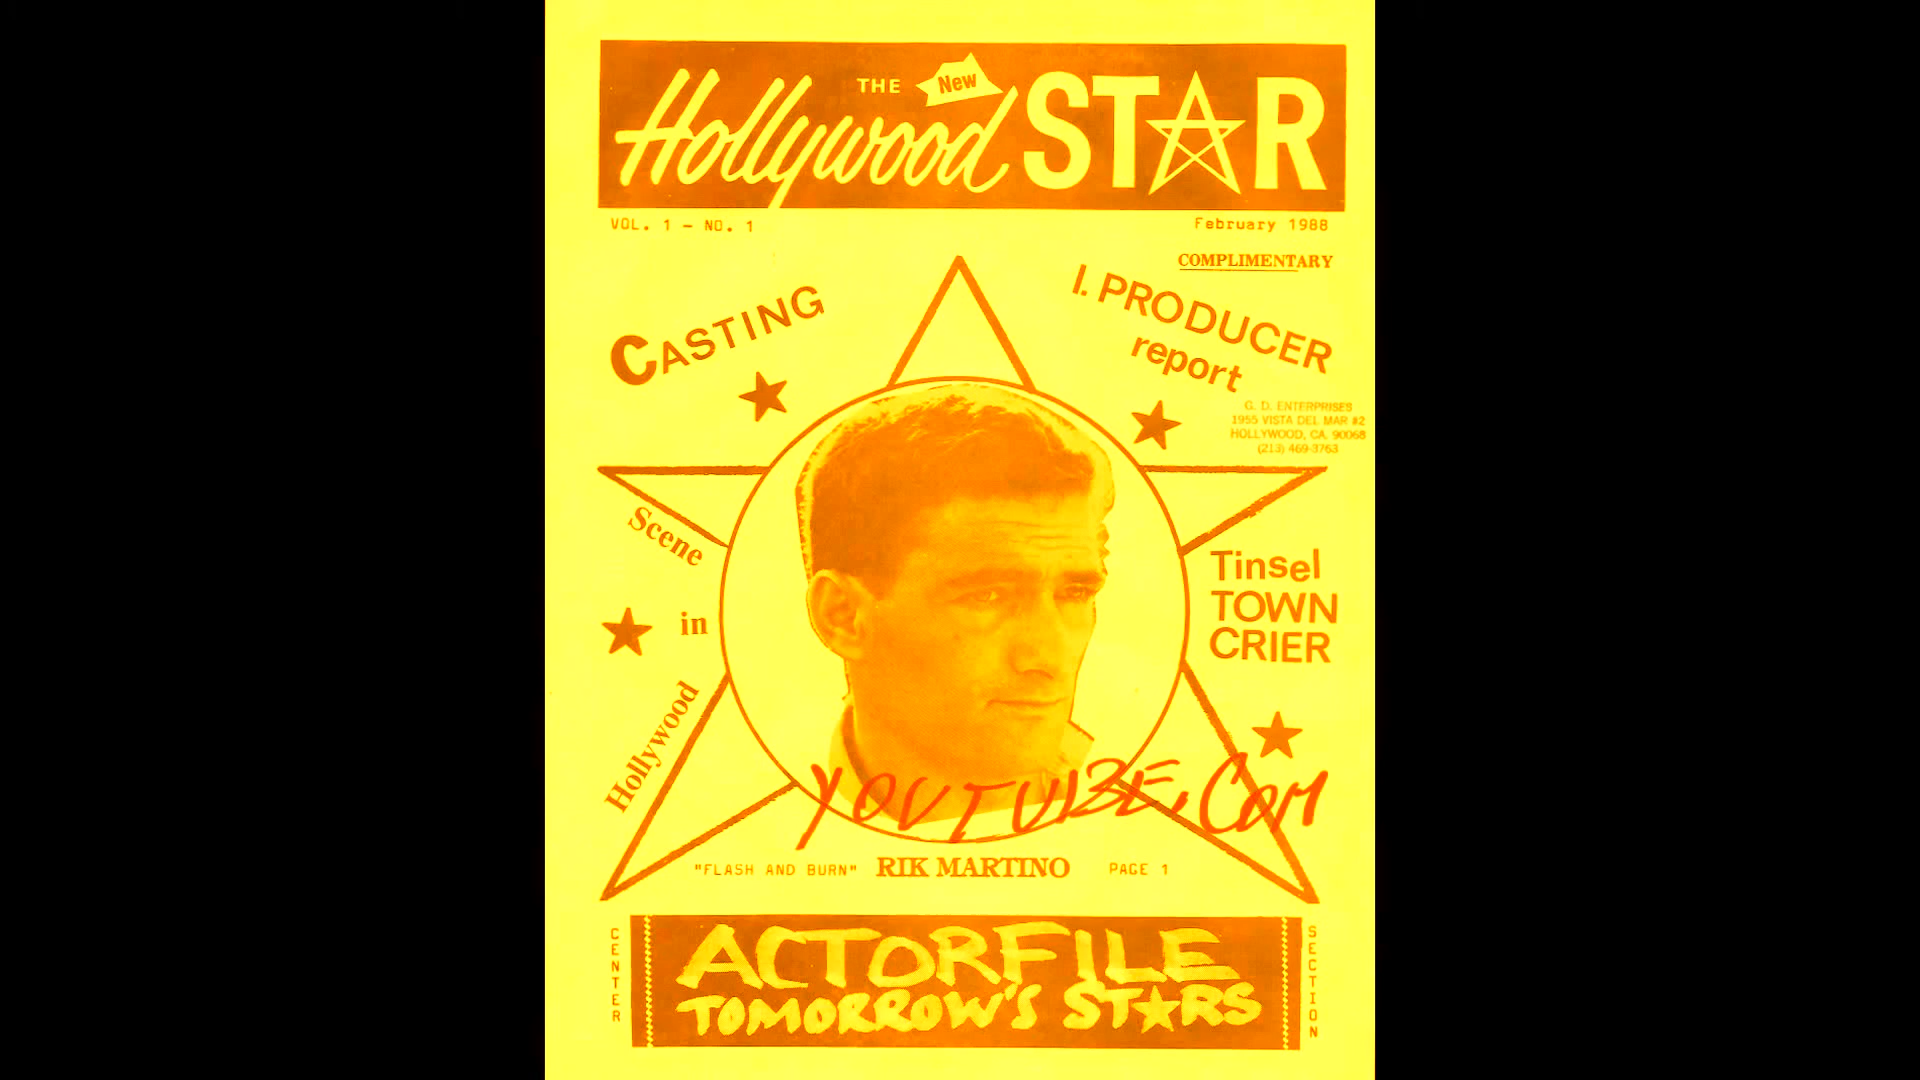 THE New
Hollywood STAR
VOL. 1 - NO. 1
February 1988
COMPLIMENTARY
CASTING
I. PRODUCER
report
G. D. ENTERPRISES
1955 VISTA DEL MAR #2
HOLLYWOOD, CA. 90068
(213) 469-3763
Scene
in
Hollywood
Tinsel
TOWN
CRIER
YOUTUBE.COM
"FLASH AND BURN" RIK MARTINO PAGE 1
CENTER
ACTORFILE
TOMORROW'S STARS
SECTION